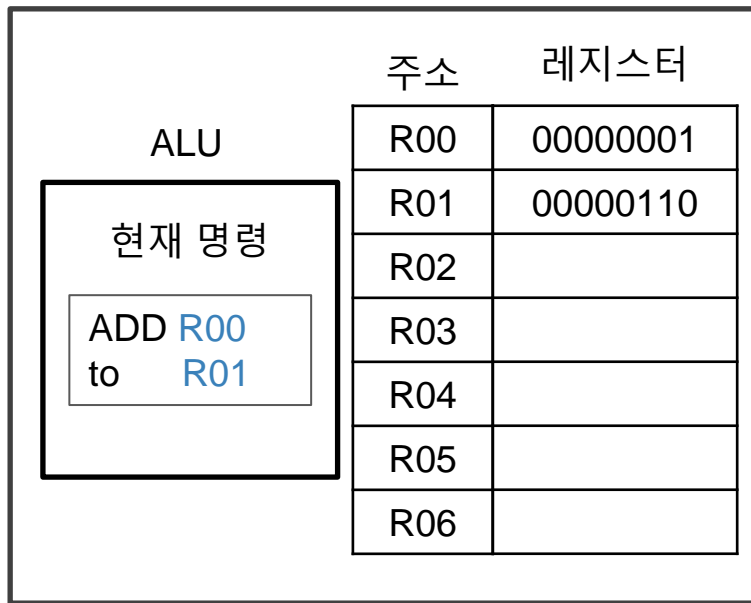 주소 레지스터
ALU
현재 명령
ADD R00
to R01
R00 00000001
R01 00000110
R02
R03
R04
R05
R06